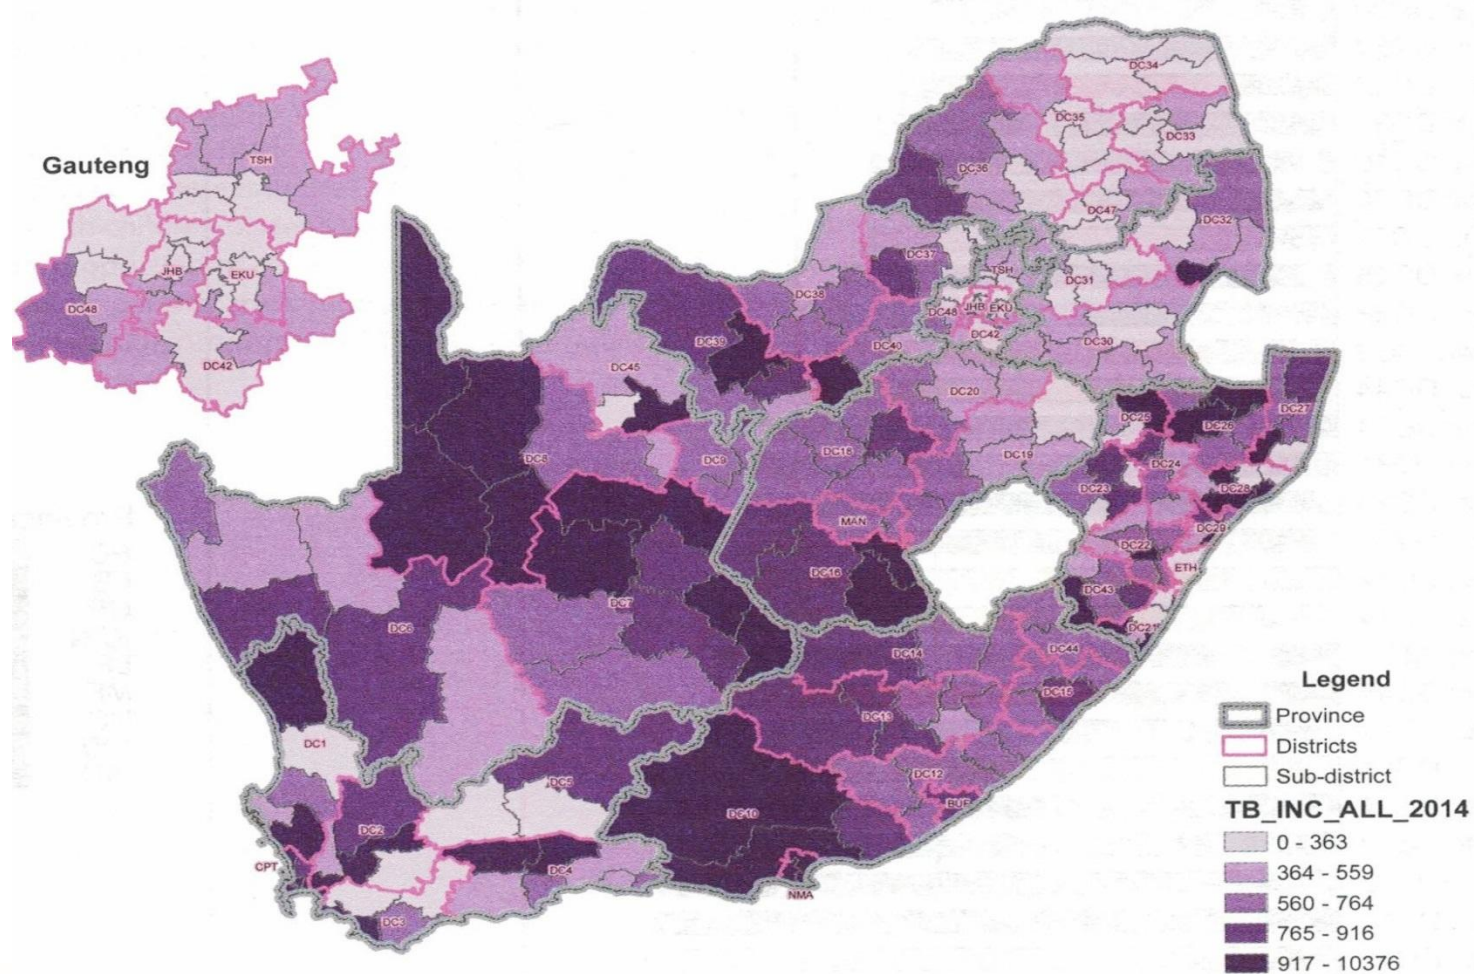 Gauteng
TSH
JHB
EKU
DC48
DC42
DC34
DC35
DC33
DC36
DC47
DC32
DC37
TSH
DC31
DC38
DC48
JHB
EKU
DC42
DC39
DC40
DC30
DC45
DC20
DC25
DC26
DC27
DC8
DC9
DC18
DC19
DC24
DC23
DC28
MAN
DC29
DC22
DC16
ETH
DC43
DC7
DC6
DC21
DC14
DC44
DC15
DC13
DC1
DC12
DC5
BUF
DC10
DC2
CPT
DC4
NMA
DC3
Legend
Province
Districts
Sub-district
TB_INC_ALL_2014
0 - 363
364 - 559
560 - 764
765 - 916
917 - 10376